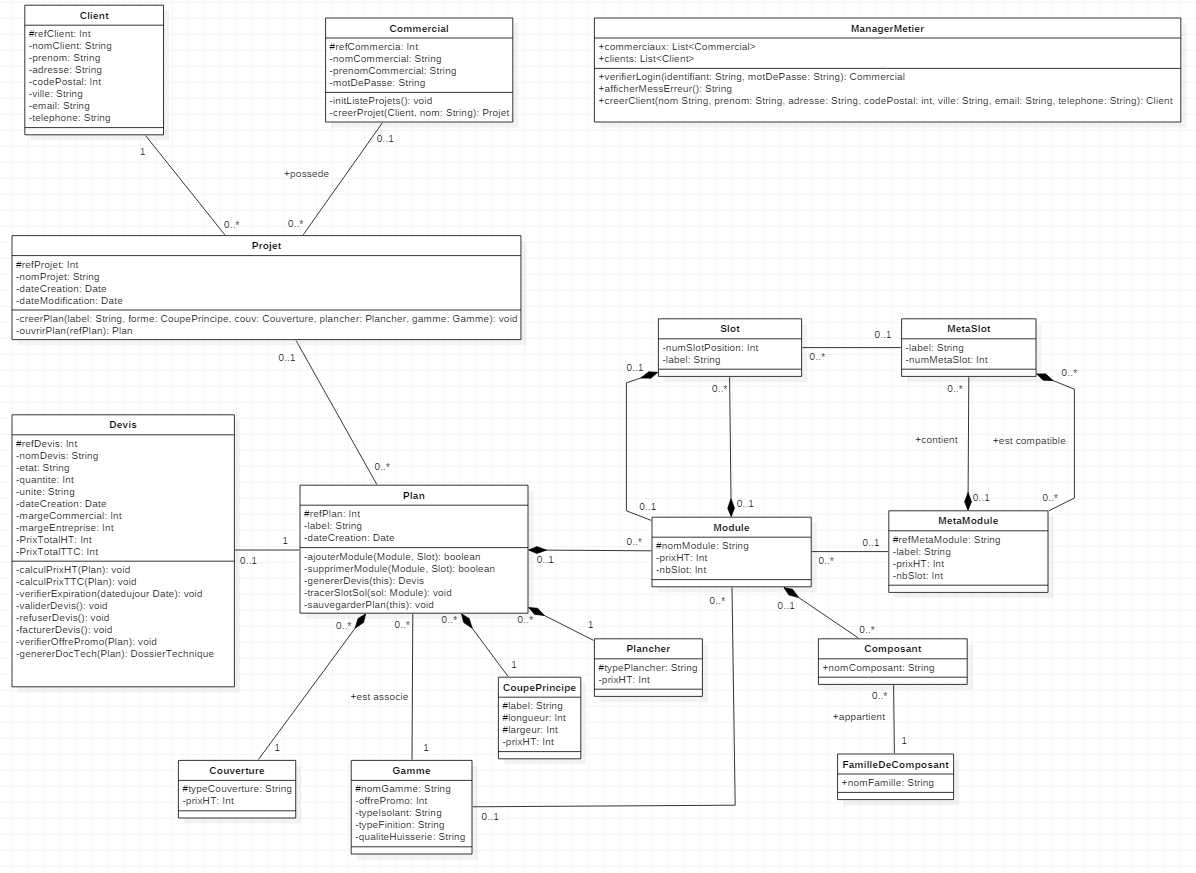 Client
#refClient: Int
-nomClient: String
-prenom: String
-adresse: String
-codePostal: Int
-ville: String
-email: String
-telephone: String
Commercial
#refCommercia: Int
-nomCommercial: String
-prenomCommercial: String
-motDePasse: String
-initListeProjets(): void
-creerProjet(Client, nom: String): Projet
ManagerMetier
+commerciaux: List<Commercial>
+clients: List<Client>
+verifierLogin(identifiant: String, motDePasse: String): Commercial
+afficherMessErreur(): String
+creerClient(nom String, prenom: String, adresse: String, codePostal: int, ville: String, email: String, telephone: String): Client
1
0..*
0..1
+possede
0..*
Projet
#refProjet: Int
-nomProjet: String
-dateCreation: Date
-dateModification: Date
-creerPlan(label: String, forme: CoupePrincipe, couv: Couverture, plancher: Plancher, gamme: Gamme): void
-ouvrirPlan(refPlan): Plan
0..1
0..*
Slot
-numSlotPosition: Int
-label: String
0..*
0..1
MetaSlot
-label: String
-numMetaSlot: Int
0..1
0..1
0..*
0..1
0..*
+contient
0..1
0..*
+est compatible
0..*
Devis
#refDevis: Int
-nomDevis: String
-etat: String
-quantite: Int
-unite: String
-dateCreation: Date
-margeCommercial: Int
-margeEntreprise: Int
-PrixTotalHT: Int
-PrixTotalTTC: Int
-calculPrixHT(Plan): void
-calculPrixTTC(Plan): void
-verifierExpiration(datedujour Date): void
-validerDevis(): void
-refuserDevis(): void
-facturerDevis(): void
-verifierOffrePromo(Plan): void
-genererDocTech(Plan): DossierTechnique
0..1
1
Plan
#refPlan: Int
-label: String
-dateCreation: Date
-ajouterModule(Module, Slot): boolean
-supprimerModule(Module, Slot): boolean
-genererDevis(this): Devis
-tracerSlotSol(sol: Module): void
-sauvegarderPlan(this): void
0..1
0..*
Module
#nomModule: String
-prixHT: Int
-nbSlot: Int
0..*
0..1
MetaModule
#refMetaModule: String
-label: String
-prixHT: Int
-nbSlot: Int
0..*
0..*
0..*
0..*
1
1
+est associe
1
1
0..*
0..1
0..1
0..*
Plancher
#typePlancher: String
-prixHT: Int
CoupePrincipe
#label: String
#longueur: Int
#largeur: Int
-prixHT: Int
Composant
+nomComposant: String
0..*
+appartient
1
FamilleDeComposant
+nomFamille: String
Couverture
#typeCouverture: String
-prixHT: Int
Gamme
#nomGamme: String
-offrePromo: Int
-typeIsolant: String
-typeFinition: String
-qualiteHuisserie: String